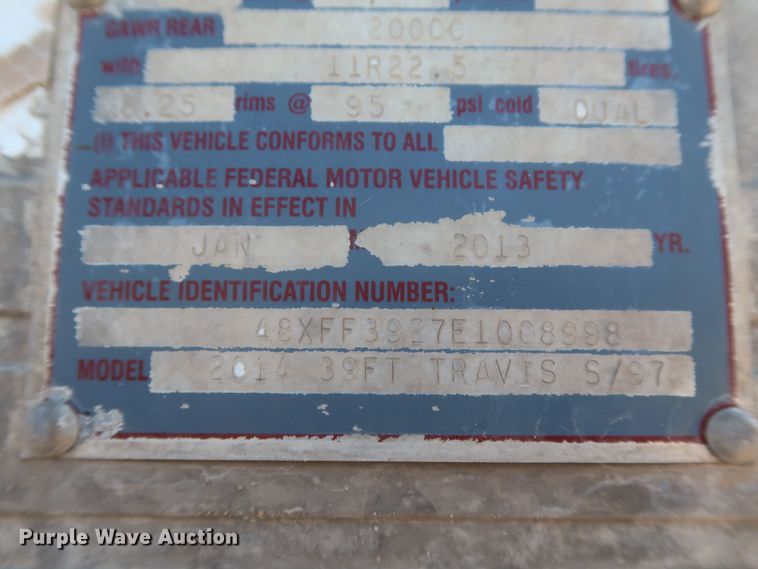 GAWR REAR 20000
with 11R22.5 tires.
8.25 rims @ 95 psi cold DUAL
(I) THIS VEHICLE CONFORMS TO ALL
APPLICABLE FEDERAL MOTOR VEHICLE SAFETY
STANDARDS IN EFFECT IN
JAN 2013 YR.
VEHICLE IDENTIFICATION NUMBER:
48XFF3927E1008998
MODEL 2014 39FT TRAVIS S/97
Purple Wave Auction